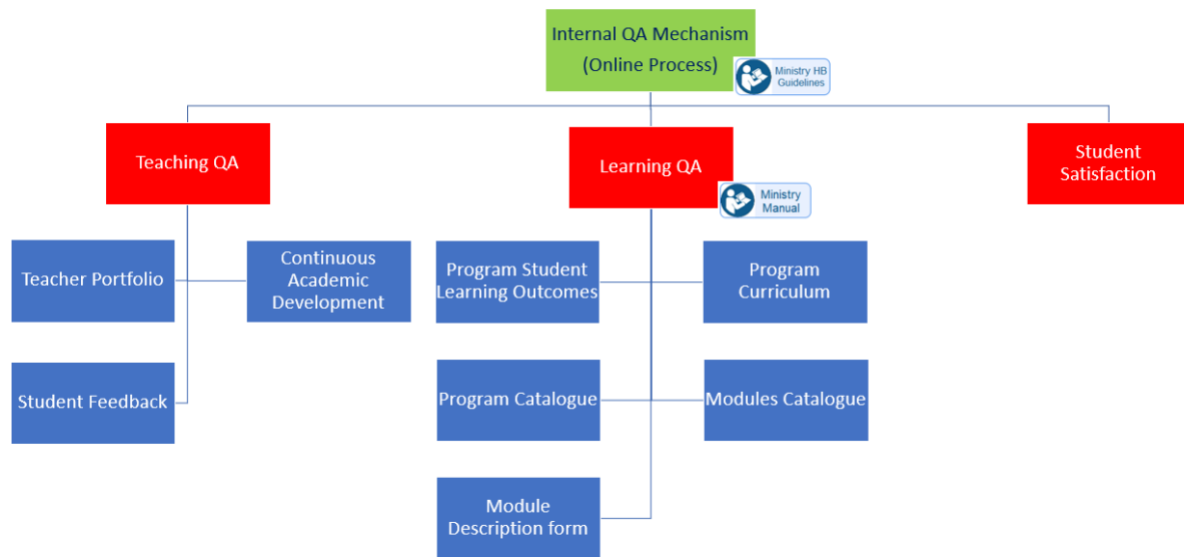 Internal QA Mechanism
(Online Process)
Ministry HB
Guidelines
Teaching QA
Learning QA
Ministry
Manual
Student
Satisfaction
Teacher Portfolio
Continuous
Academic
Development
Program Student
Learning Outcomes
Program
Curriculum
Student Feedback
Program Catalogue
Modules Catalogue
Module
Description form